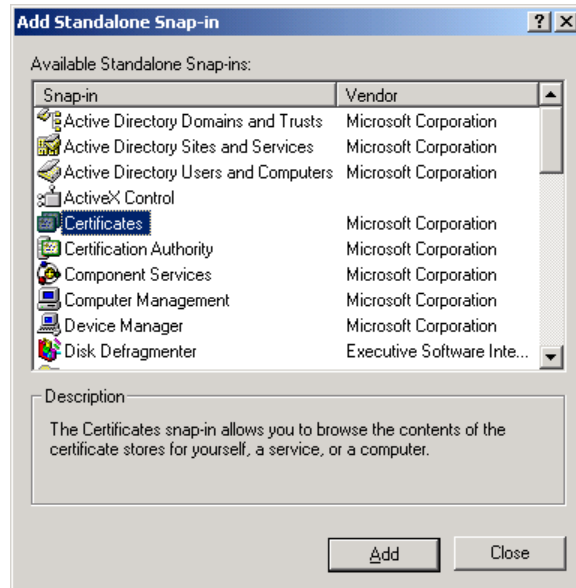 Add Standalone Snap-in
Available Standalone Snap-ins:
Snap-in Vendor
Active Directory Domains and Trusts Microsoft Corporation
Active Directory Sites and Services Microsoft Corporation
Active Directory Users and Computers Microsoft Corporation
ActiveX Control
Certificates Microsoft Corporation
Certification Authority Microsoft Corporation
Component Services Microsoft Corporation
Computer Management Microsoft Corporation
Device Manager Microsoft Corporation
Disk Defragmenter Executive Software Inte...
Description
The Certificates snap-in allows you to browse the contents of the
certificate stores for yourself, a service, or a computer.
Add Close